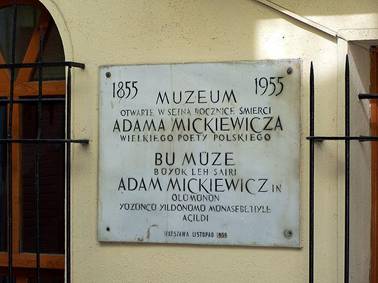 1855 1955
MUZEUM
OTWARTE W SETNĄ ROCZNICĘ ŚMIERCI
ADAMA MICKIEWICZA
WIELKIEGO POETY POLSKIEGO
BU MÜZE
BÜYÜK LEH ŞAİRİ
ADAM MICKIEWICZ İN
ÖLÜMÜNÜN
YÜZÜNCÜ YILDÖNÜMÜ MÜNASEBETİYLE
AÇILDI
WARSZAWA LISTOPAD